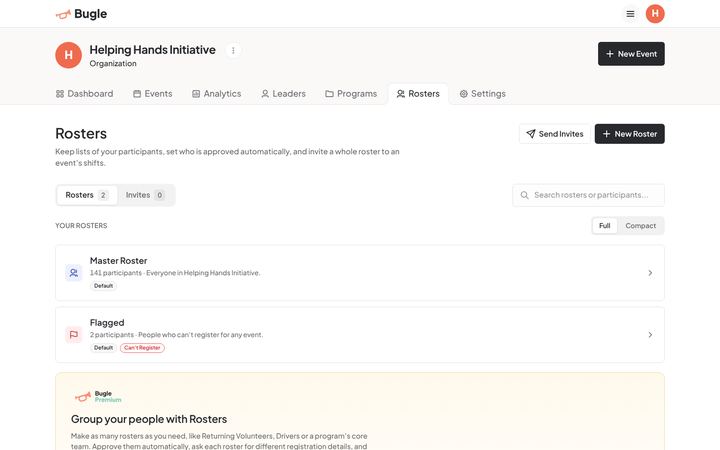 Bugle
H
H
Helping Hands Initiative
Organization
New Event
Dashboard
Events
Analytics
Leaders
Programs
Rosters
Settings
Rosters
Send Invites
New Roster
Keep lists of your participants, set who is approved automatically, and invite a whole roster to an
event's shifts.
Rosters 2
Invites 0
Search rosters or participants...
YOUR ROSTERS
Full
Compact
Master Roster
141 participants · Everyone in Helping Hands Initiative.
Default
Flagged
2 participants · People who can't register for any event.
Default
Can't Register
Bugle
Premium
Group your people with Rosters
Make as many rosters as you need, like Returning Volunteers, Drivers or a program's core
team. Approve them automatically, ask each roster for different registration details, and